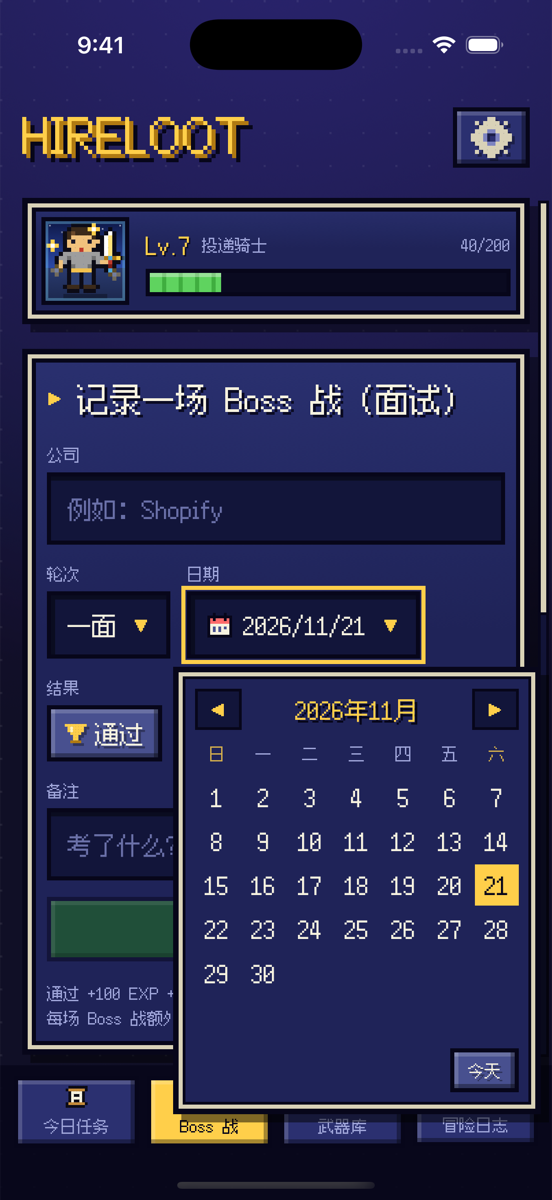 9:41
HIRELOOT
Lv.7 投递骑士 40/200
记录一场 Boss 战（面试）
公司
例如：Shopify
轮次 日期
一面 ▼ 2026/11/21 ▼
结果
通过
备注
考了什么?
通过 +100 EXP +
每场 Boss 战额外
◀ 2026年11月 ▶
日 一 二 三 四 五 六
1 2 3 4 5 6 7
8 9 10 11 12 13 14
15 16 17 18 19 20 21
22 23 24 25 26 27 28
29 30
今天
今日任务 Boss 战 武器库 冒险日志